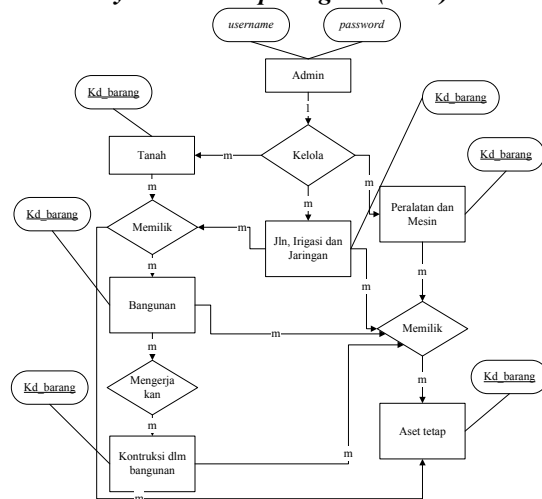 username
password
Admin
Kd_barang
Kd_barang
1
Tanah
m
Kelola
m
Kd_barang
m
m
m
Kd_barang
Memilik
m
Jln, Irigasi dan
Jaringan
Peralatan dan
Mesin
m
m
m
Bangunan
m
Memilik
m
m
Mengerja
kan
Kd_barang
Kd_barang
m
Kontruksi dlm
bangunan
m
Aset tetap
m